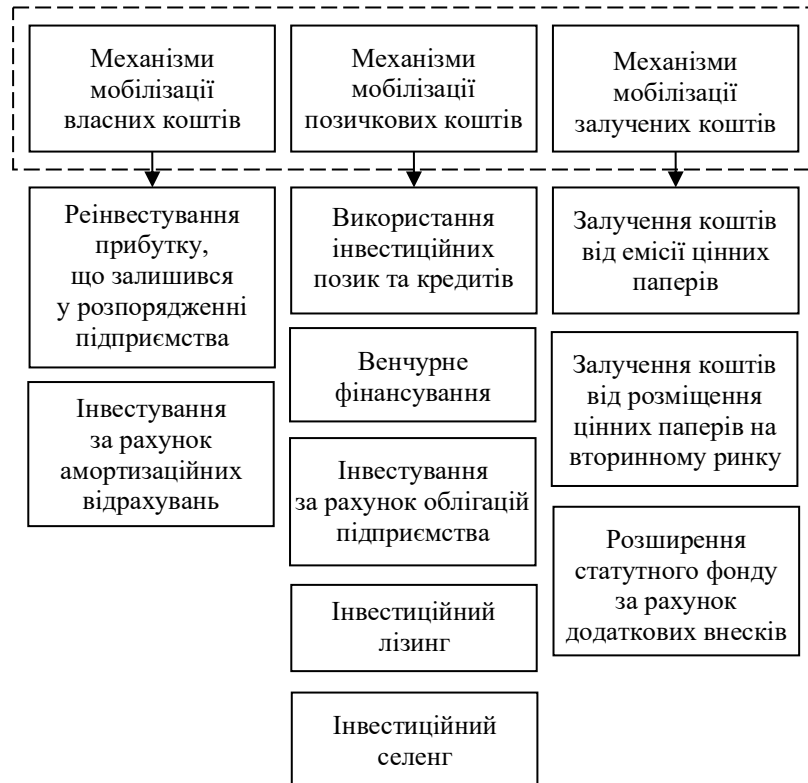 Механізми
мобілізації
власних коштів
Механізми
мобілізації
позичкових коштів
Механізми
мобілізації
залучених коштів
Реінвестування
прибутку,
що залишився
у розпорядженні
підприємства
Інвестування
за рахунок
амортизаційних
відрахувань
Використання
інвестиційних
позик та кредитів
Венчурне
фінансування
Інвестування
за рахунок облігацій
підприємства
Інвестиційний
лізинг
Інвестиційний
селенг
Залучення коштів
від емісії цінних
паперів
Залучення коштів
від розміщення
цінних паперів на
вторинному ринку
Розширення
статутного фонду
за рахунок
додаткових внесків